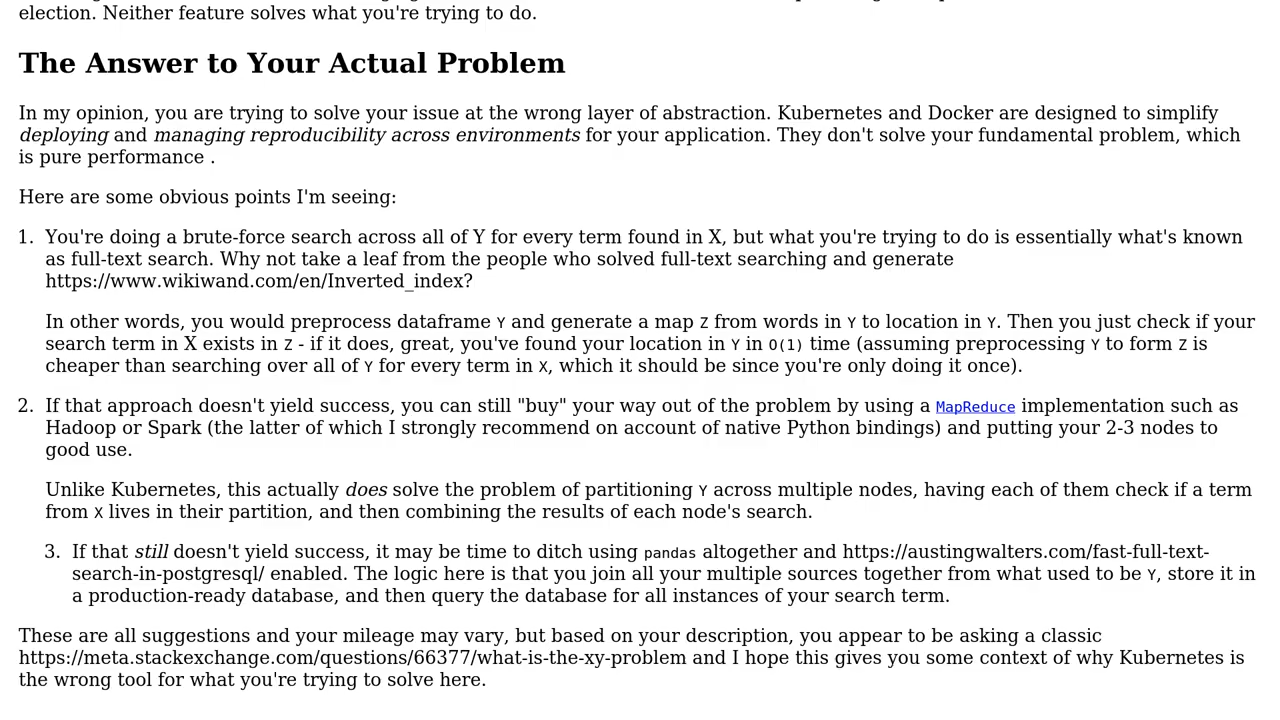 election. Neither feature solves what you're trying to do.
The Answer to Your Actual Problem
In my opinion, you are trying to solve your issue at the wrong layer of abstraction. Kubernetes and Docker are designed to simplify
deploying and managing reproducibility across environments for your application. They don't solve your fundamental problem, which
is pure performance .
Here are some obvious points I'm seeing:
1. You're doing a brute-force search across all of Y for every term found in X, but what you're trying to do is essentially what's known
as full-text search. Why not take a leaf from the people who solved full-text searching and generate
https://www.wikiwand.com/en/Inverted_index?
In other words, you would preprocess dataframe Y and generate a map Z from words in Y to location in Y. Then you just check if your
search term in X exists in Z - if it does, great, you've found your location in Y in O(1) time (assuming preprocessing Y to form Z is
cheaper than searching over all of Y for every term in X, which it should be since you're only doing it once).
2. If that approach doesn't yield success, you can still "buy" your way out of the problem by using a MapReduce implementation such as
Hadoop or Spark (the latter of which I strongly recommend on account of native Python bindings) and putting your 2-3 nodes to
good use.
Unlike Kubernetes, this actually does solve the problem of partitioning Y across multiple nodes, having each of them check if a term
from X lives in their partition, and then combining the results of each node's search.
3. If that still doesn't yield success, it may be time to ditch using pandas altogether and https://austingwalters.com/fast-full-text-
search-in-postgresql/ enabled. The logic here is that you join all your multiple sources together from what used to be Y, store it in
a production-ready database, and then query the database for all instances of your search term.
These are all suggestions and your mileage may vary, but based on your description, you appear to be asking a classic
https://meta.stackexchange.com/questions/66377/what-is-the-xy-problem and I hope this gives you some context of why Kubernetes is
the wrong tool for what you're trying to solve here.